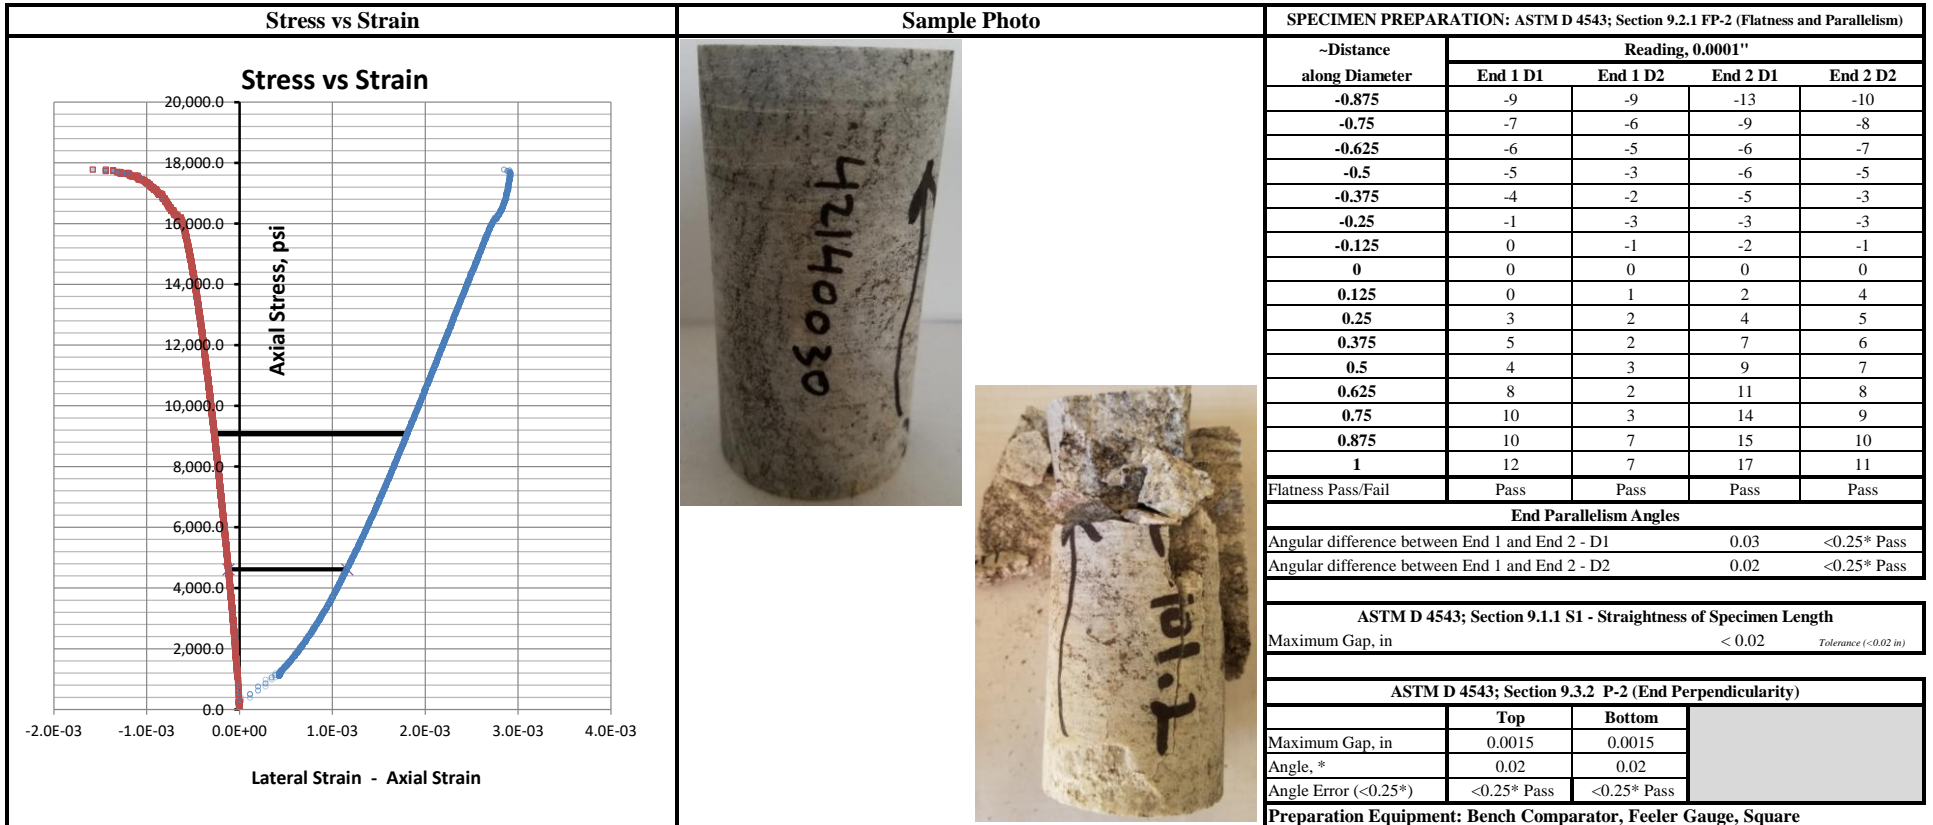 Stress vs Strain
Stress vs Strain
20,000.0
18,000.0
16,000.0
14,000.0
12,000.0
10,000.0
8,000.0
6,000.0
4,000.0
2,000.0
0.0
Axial Stress, psi
-2.0E-03 -1.0E-03 0.0E+00 1.0E-03 2.0E-03 3.0E-03 4.0E-03
Lateral Strain - Axial Strain
Sample Photo
42140030
SPECIMEN PREPARATION: ASTM D 4543; Section 9.2.1 FP-2 (Flatness and Parallelism)
~Distance Reading, 0.0001"
along Diameter End 1 D1 End 1 D2 End 2 D1 End 2 D2
-0.875 -9 -9 -13 -10
-0.75 -7 -6 -9 -8
-0.625 -6 -5 -6 -7
-0.5 -5 -3 -6 -5
-0.375 -4 -2 -5 -3
-0.25 -1 -3 -3 -3
-0.125 0 -1 -2 -1
0 0 0 0 0
0.125 0 1 2 4
0.25 3 2 4 5
0.375 5 2 7 6
0.5 4 3 9 7
0.625 8 2 11 8
0.75 10 3 14 9
0.875 10 7 15 10
1 12 7 17 11
Flatness Pass/Fail Pass Pass Pass Pass
End Parallelism Angles
Angular difference between End 1 and End 2 - D1 0.03 <0.25* Pass
Angular difference between End 1 and End 2 - D2 0.02 <0.25* Pass
ASTM D 4543; Section 9.1.1 S1 - Straightness of Specimen Length
Maximum Gap, in < 0.02 Tolerance (<0.02 in)
ASTM D 4543; Section 9.3.2 P-2 (End Perpendicularity)
Top Bottom
Maximum Gap, in 0.0015 0.0015
Angle, * 0.02 0.02
Angle Error (<0.25*) <0.25* Pass <0.25* Pass
Preparation Equipment: Bench Comparator, Feeler Gauge, Square